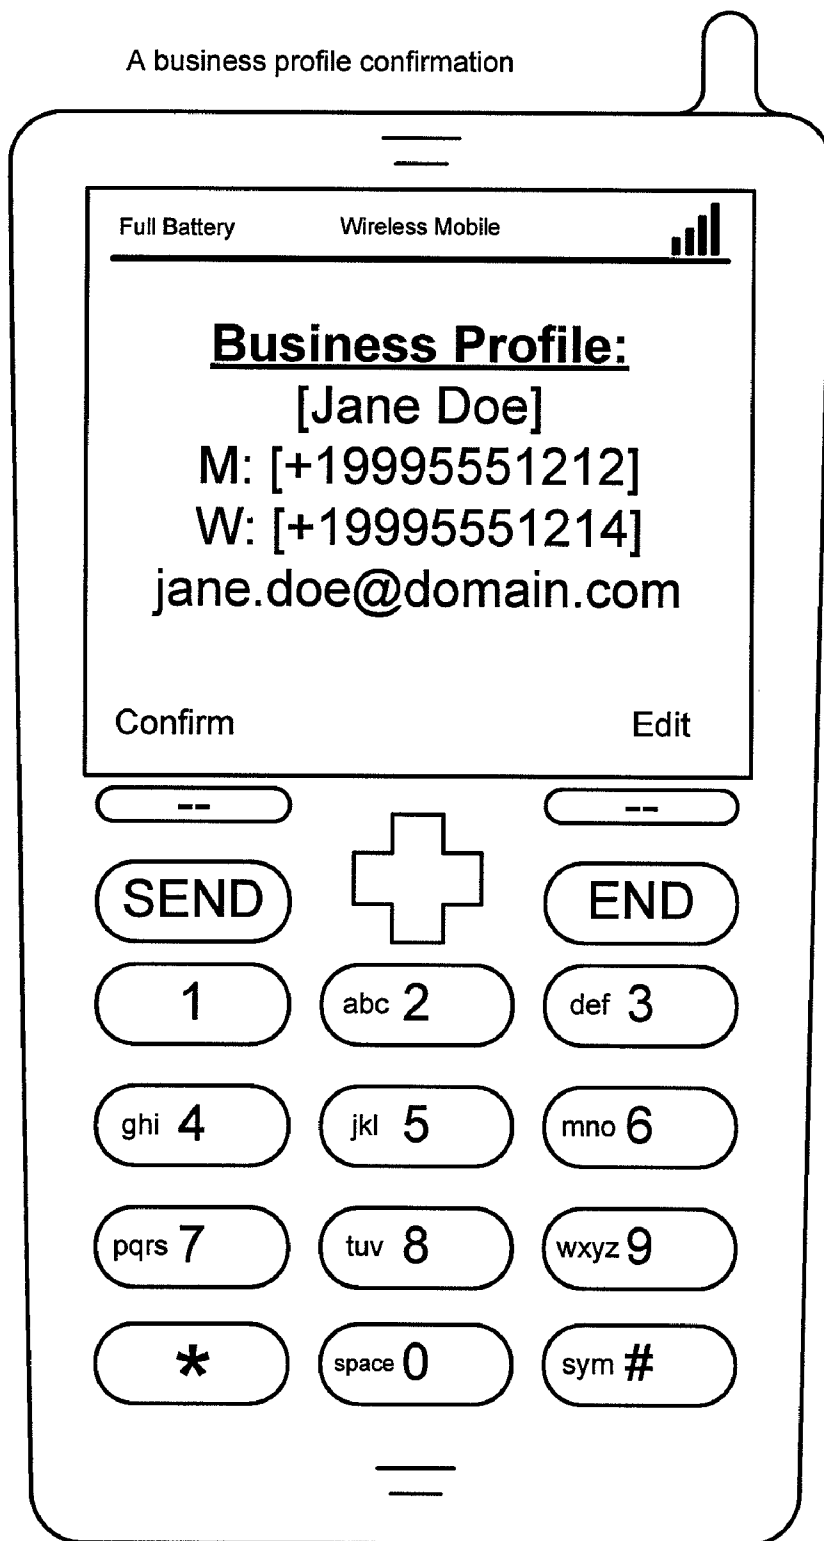 A business profile confirmation
Full Battery Wireless Mobile
Business Profile:
[Jane Doe]
M: [+19995551212]
W: [+19995551214]
jane.doe@domain.com
Confirm Edit
-- --
SEND END
1 abc 2 def 3
ghi 4 jkl 5 mno 6
pqrs 7 tuv 8 wxyz 9
* space 0 sym #